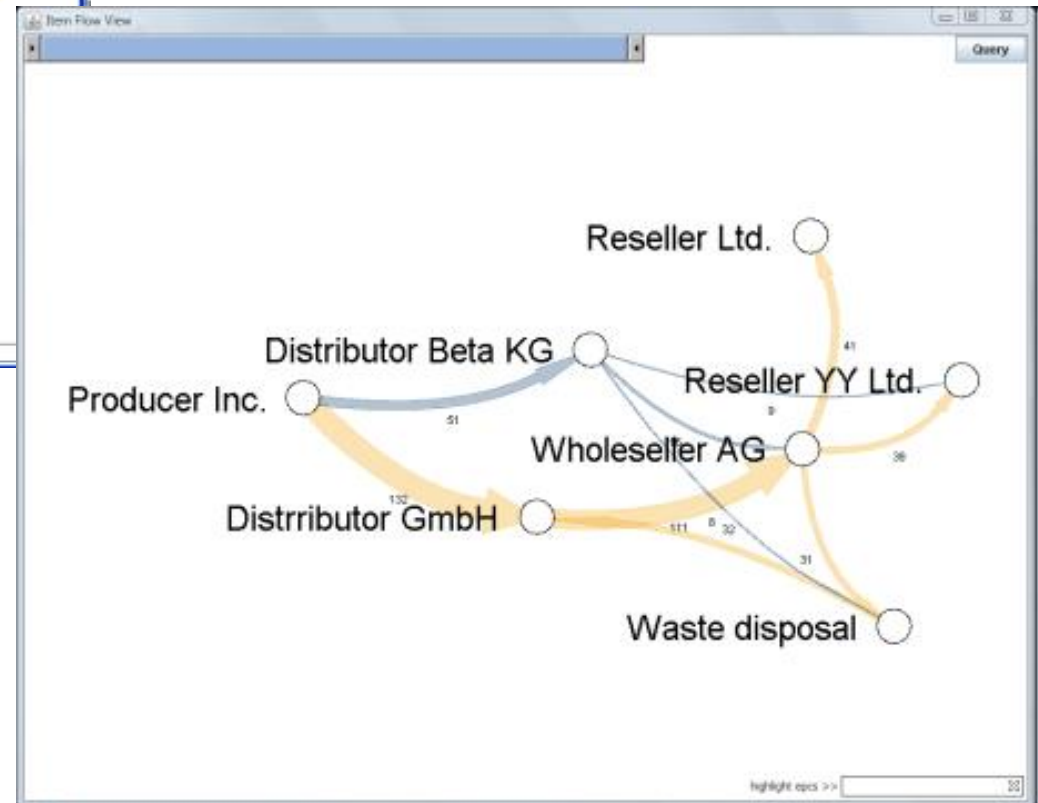 Item Flow View
Query
Reseller Ltd.
41
Distributor Beta KG
Reseller YY Ltd.
Producer Inc.
9
51
Wholeseller AG
132
Distrributor GmbH
111
8
32
31
Waste disposal
highlight epcs >>